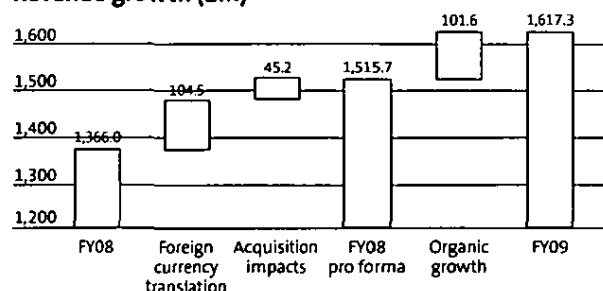 Revenue growth (£m)
101.6 1,617.3
1,600
45.2 1,515.7
1,500
104.5
1,400
1,366.0
1,300
1,200
FY08 Foreign Acquisition FY08 Organic FY09
currency impacts pro forma growth
translation